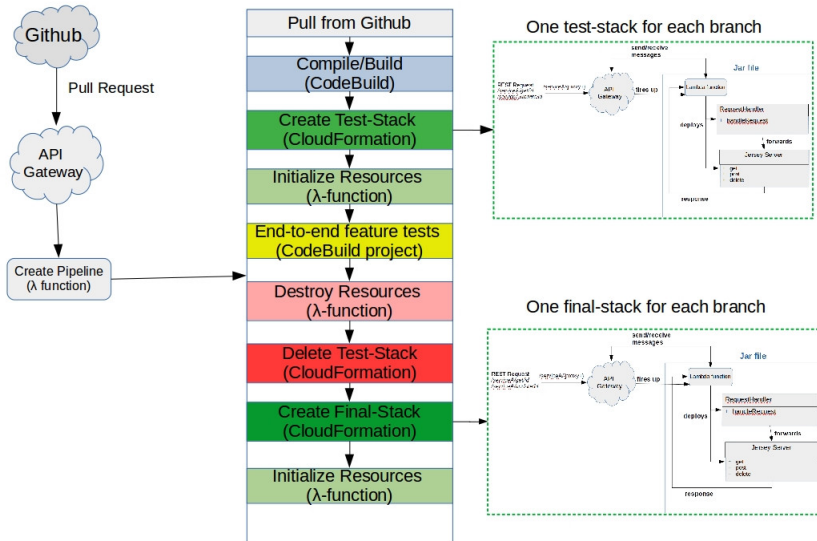 Github
Pull Request
API
Gateway
Create Pipeline
(λ function)
Pull from Github
Compile/Build
(CodeBuild)
Create Test-Stack
(CloudFormation)
Initialize Resources
(λ-function)
End-to-end feature tests
(CodeBuild project)
Destroy Resources
(λ-function)
Delete Test-Stack
(CloudFormation)
Create Final-Stack
(CloudFormation)
Initialize Resources
(λ-function)
One test-stack for each branch
send/receive
messages
Jar file
REST Request
API
Gateway
fires up
Lambda function
RequestHandler
handleRequest
deploys
forwards
Jersey Server
get
post
delete
response
One final-stack for each branch
send/receive
messages
Jar file
REST Request
API
Gateway
fires up
Lambda function
RequestHandler
handleRequest
deploys
forwards
Jersey Server
get
post
delete
response